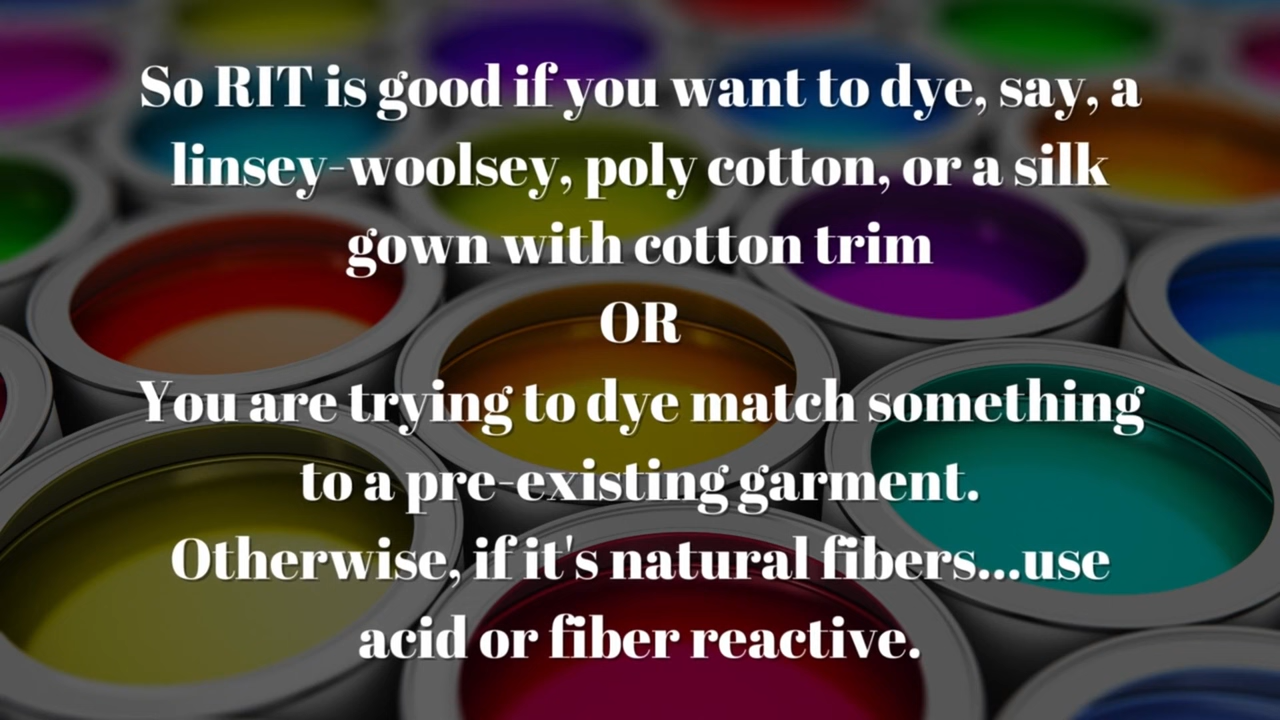 So RIT is good if you want to dye, say, a
linsey-woolsey, poly cotton, or a silk
gown with cotton trim
OR
You are trying to dye match something
to a pre-existing garment.
Otherwise, if it's natural fibers...use
acid or fiber reactive.